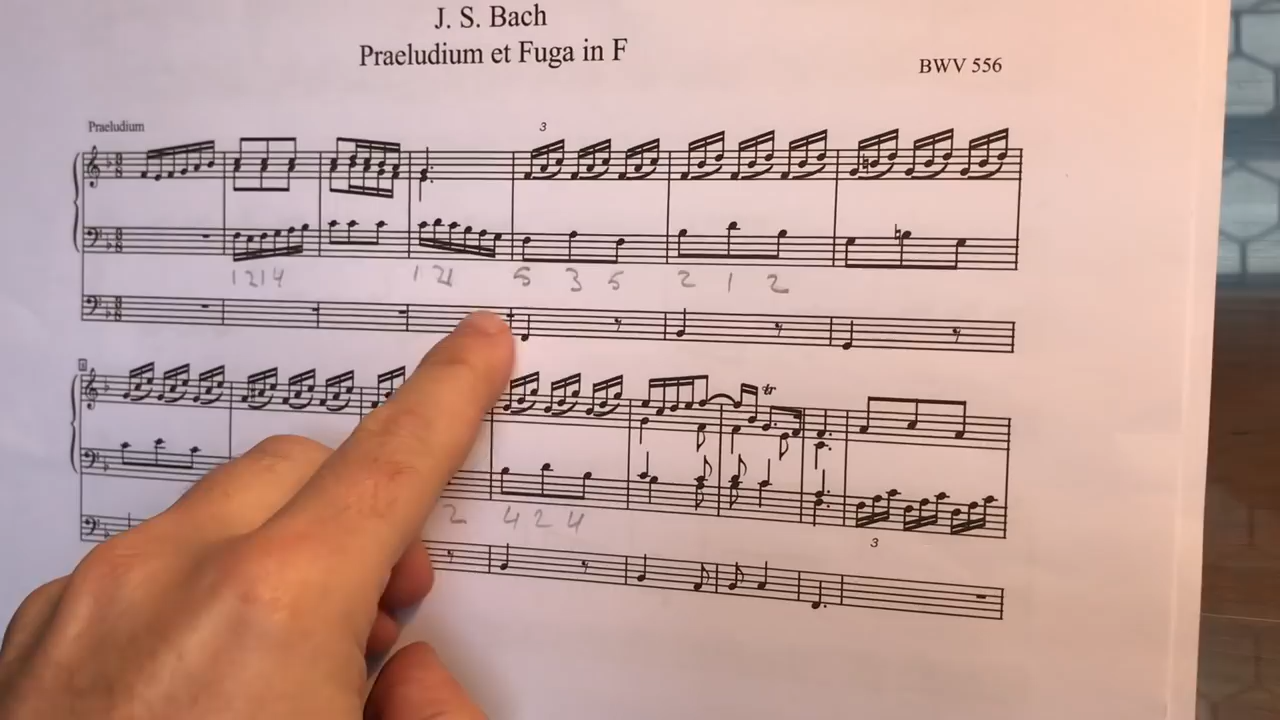 J. S. Bach
Praeludium et Fuga in F
BWV 556
Praeludium
3
1 2 1 4 1 2 5 3 5 2 1 2
tr
2 4 2 4
3